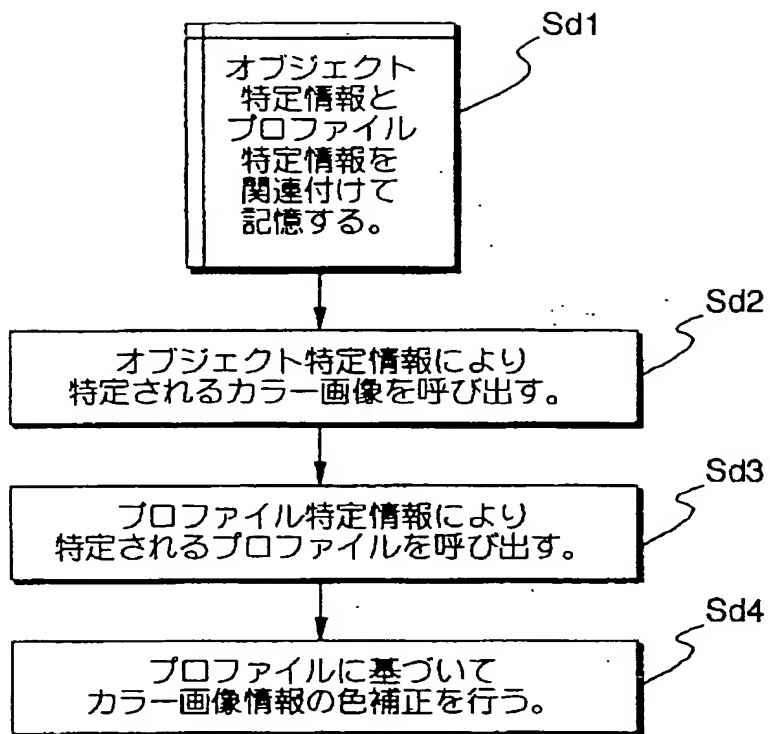 Sd1
オブジェクト
特定情報と
プロファイル
特定情報を
関連付けて
記憶する。
Sd2
オブジェクト特定情報により
特定されるカラー画像を呼び出す。
Sd3
プロファイル特定情報により
特定されるプロファイルを呼び出す。
Sd4
プロファイルに基づいて
カラー画像情報の色補正を行う。